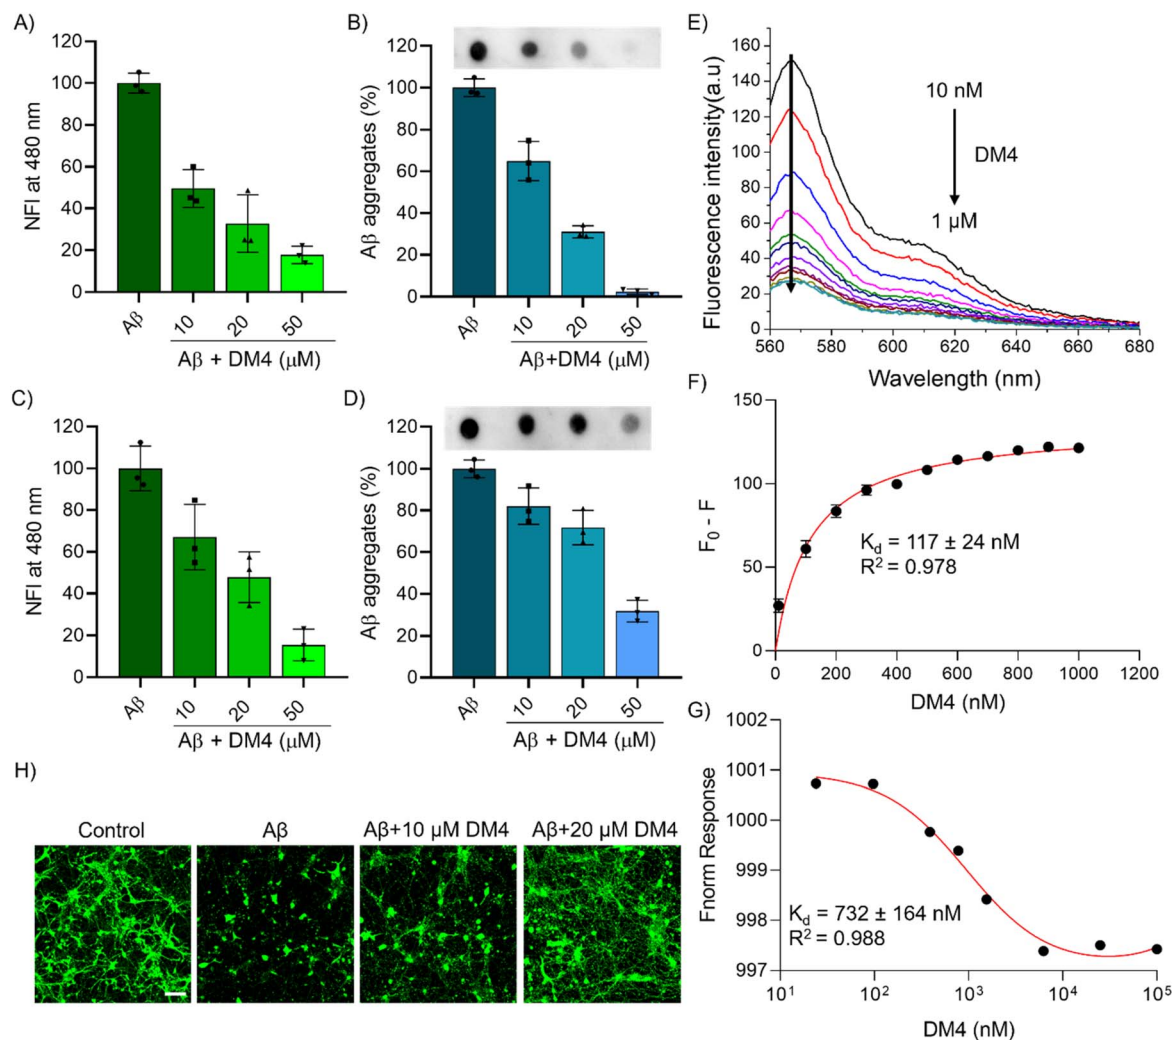 A)
120
100
80
60
40
20
0
NFI at 480 nm
Aβ
10
20
50
Aβ + DM4 (μM)
B)
120
100
80
60
40
20
0
Aβ aggregates (%)
Aβ
10
20
50
Aβ+DM4 (μM)
E)
160
140
120
100
80
60
40
20
0
Fluorescence intensity(a.u)
10 nM
DM4
1 μM
560
580
600
620
640
660
680
Wavelength (nm)
C)
120
100
80
60
40
20
0
NFI at 480 nm
Aβ
10
20
50
Aβ + DM4 (μM)
D)
120
100
80
60
40
20
0
Aβ aggregates (%)
Aβ
10
20
50
Aβ + DM4 (μM)
F)
150
100
50
0
F₀ - F
K_d = 117 ± 24 nM
R² = 0.978
0
200
400
600
800
1000
1200
DM4 (nM)
G)
1002
1001
1000
999
998
997
Fnorm Response
K_d = 732 ± 164 nM
R² = 0.988
10¹
10²
10³
10⁴
10⁵
DM4 (nM)
H)
Control
Aβ
Aβ+10 μM DM4
Aβ+20 μM DM4